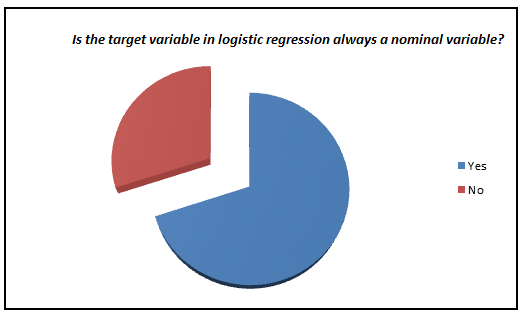 Is the target variable in logistic regression always a nominal variable?
Yes
No